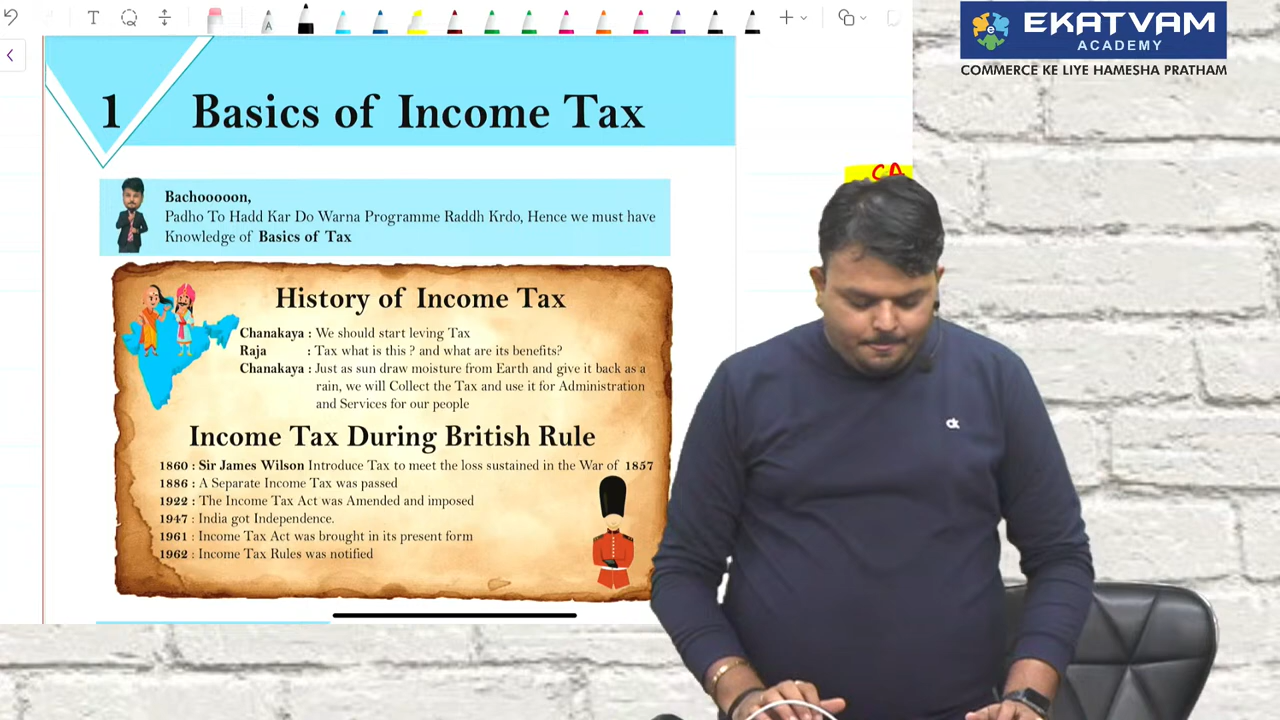 EKATVAM
ACADEMY
COMMERCE KE LIYE HAMESHA PRATHAM
1 Basics of Income Tax
CA
Bachooooon,
Padho To Hadd Kar Do Warna Programme Raddh Krdo, Hence we must have
Knowledge of Basics of Tax
History of Income Tax
Chanakaya : We should start leving Tax
Raja : Tax what is this ? and what are its benefits?
Chanakaya : Just as sun draw moisture from Earth and give it back as a
rain, we will Collect the Tax and use it for Administration
and Services for our people
Income Tax During British Rule
1860 : Sir James Wilson Introduce Tax to meet the loss sustained in the War of 1857
1886 : A Separate Income Tax was passed
1922 : The Income Tax Act was Amended and imposed
1947 : India got Independence.
1961 : Income Tax Act was brought in its present form
1962 : Income Tax Rules was notified